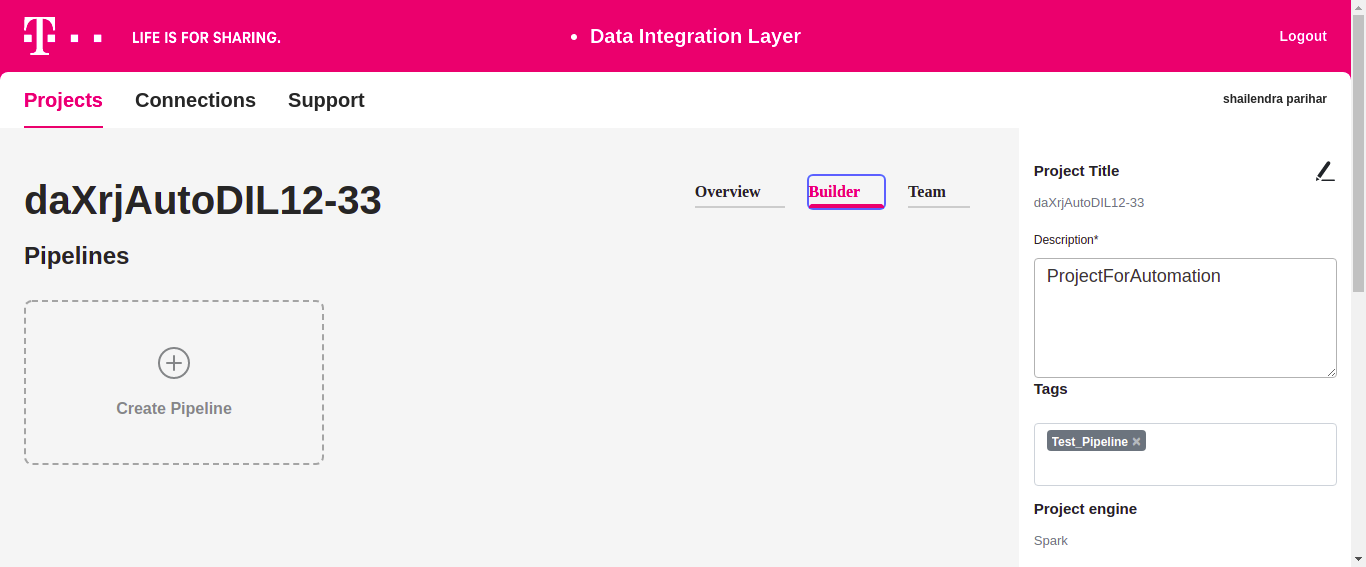 T
LIFE IS FOR SHARING.
Data Integration Layer
Logout
Projects
Connections
Support
shailendra parihar
daXrjAutoDIL12-33
Overview
Builder
Team
Pipelines
Create Pipeline
Project Title
daXrjAutoDIL12-33
Description*
ProjectForAutomation
Tags
Test_Pipeline ×
Project engine
Spark